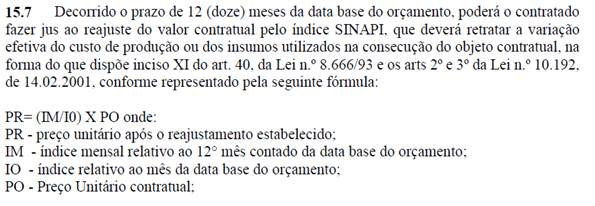 15.7 Decorrido o prazo de 12 (doze) meses da data base do orçamento, poderá o contratado
fazer jus ao reajuste do valor contratual pelo índice SINAPI, que deverá retratar a variação
efetiva do custo de produção ou dos insumos utilizados na consecução do objeto contratual, na
forma do que dispõe inciso XI do art. 40, da Lei n.º 8.666/93 e os arts 2º e 3º da Lei n.º 10.192,
de 14.02.2001, conforme representado pela seguinte fórmula:
PR= (IM/I0) X PO onde:
PR - preço unitário após o reajustamento estabelecido;
IM - índice mensal relativo ao 12° mês contado da data base do orçamento;
IO - índice relativo ao mês da data base do orçamento;
PO - Preço Unitário contratual;